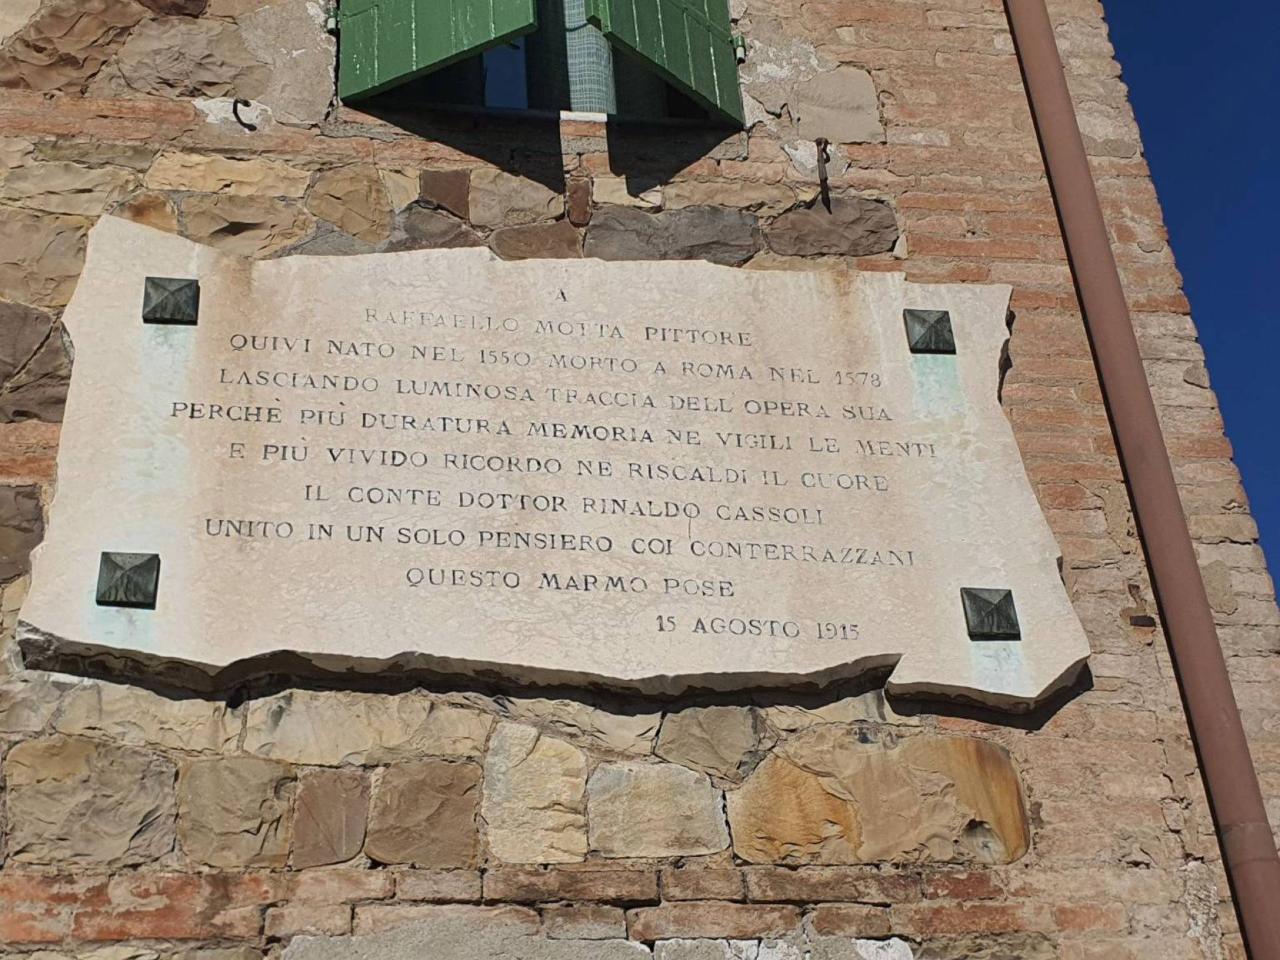 A
RAFFAELLO MOTTA PITTORE
QUIVI NATO NEL 1550 MORTO A ROMA NEL 1578
LASCIANDO LUMINOSA TRACCIA DELL'OPERA SUA
PERCHÈ PIÙ DURATURA MEMORIA NE VIGILI LE MENTI
E PIÙ VIVIDO RICORDO NE RISCALDI IL CUORE
IL CONTE DOTTOR RINALDO CASSOLI
UNITO IN UN SOLO PENSIERO COI CONTERRAZZANI
QUESTO MARMO POSE
15 AGOSTO 1915